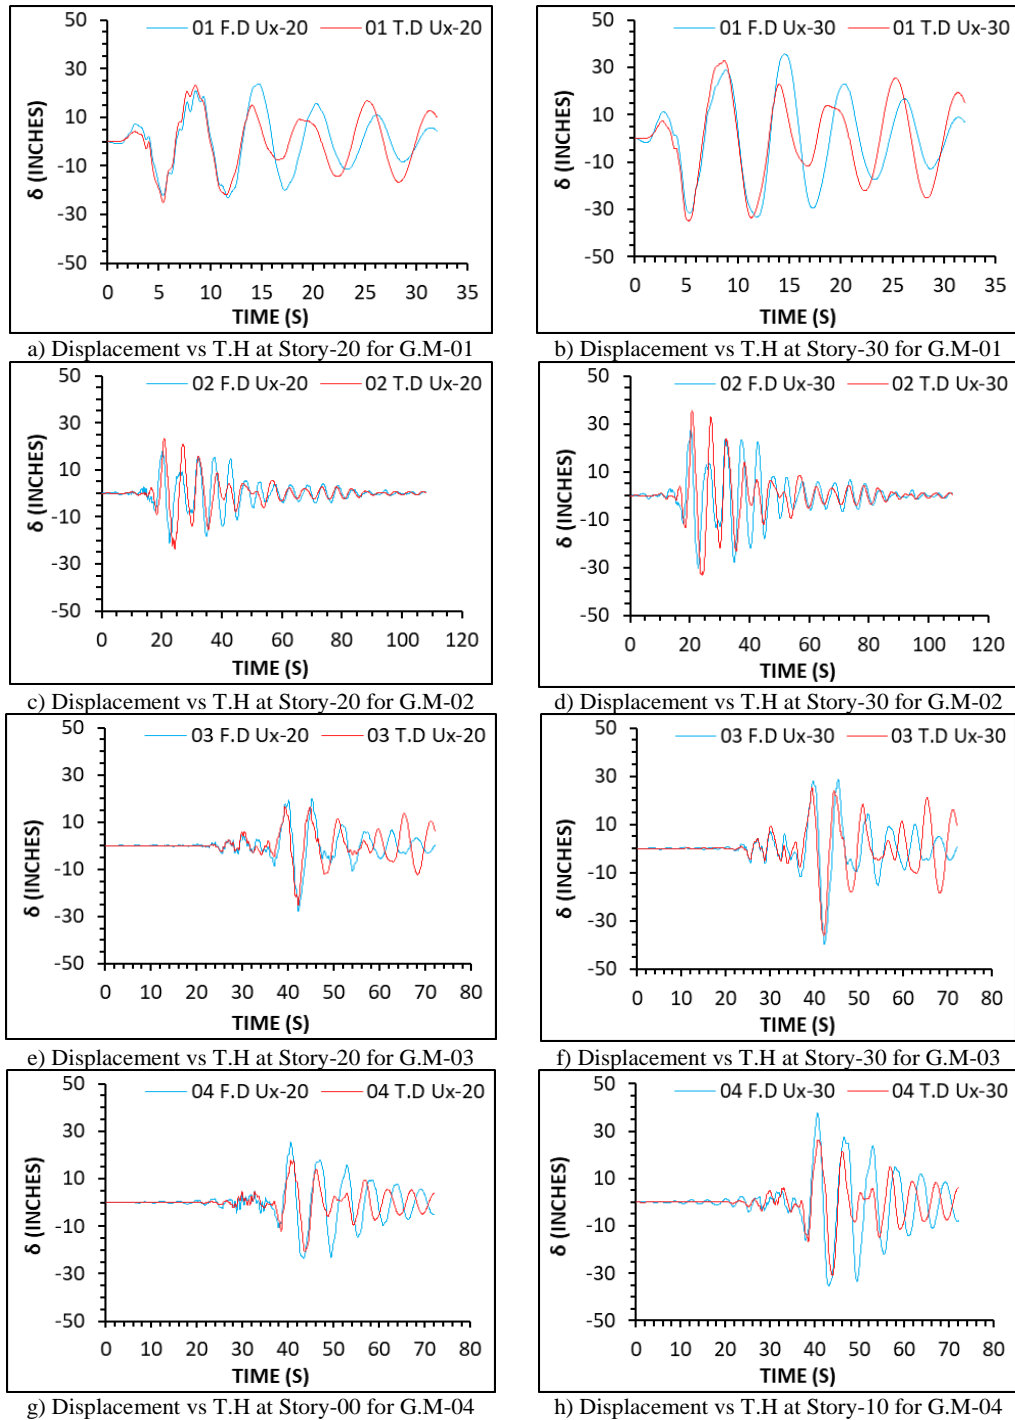 01 F.D Ux-20 01 T.D Ux-20
50
30
10
-10
-30
-50
δ (INCHES)
0 5 10 15 20 25 30 35
TIME (S)
a) Displacement vs T.H at Story-20 for G.M-01
01 F.D Ux-30 01 T.D Ux-30
50
30
10
-10
-30
-50
δ (INCHES)
0 5 10 15 20 25 30 35
TIME (S)
b) Displacement vs T.H at Story-30 for G.M-01
02 F.D Ux-20 02 T.D Ux-20
50
30
10
-10
-30
-50
δ (INCHES)
0 20 40 60 80 100 120
TIME (S)
c) Displacement vs T.H at Story-20 for G.M-02
02 F.D Ux-30 02 T.D Ux-30
50
30
10
-10
-30
-50
δ (INCHES)
0 20 40 60 80 100 120
TIME (S)
d) Displacement vs T.H at Story-30 for G.M-02
03 F.D Ux-20 03 T.D Ux-20
50
30
10
-10
-30
-50
δ (INCHES)
0 10 20 30 40 50 60 70 80
TIME (S)
e) Displacement vs T.H at Story-20 for G.M-03
03 F.D Ux-30 03 T.D Ux-30
50
30
10
-10
-30
-50
δ (INCHES)
0 10 20 30 40 50 60 70 80
TIME (S)
f) Displacement vs T.H at Story-30 for G.M-03
04 F.D Ux-20 04 T.D Ux-20
50
30
10
-10
-30
-50
δ (INCHES)
0 10 20 30 40 50 60 70 80
TIME (S)
g) Displacement vs T.H at Story-00 for G.M-04
04 F.D Ux-30 04 T.D Ux-30
50
30
10
-10
-30
-50
δ (INCHES)
0 10 20 30 40 50 60 70 80
TIME (S)
h) Displacement vs T.H at Story-10 for G.M-04